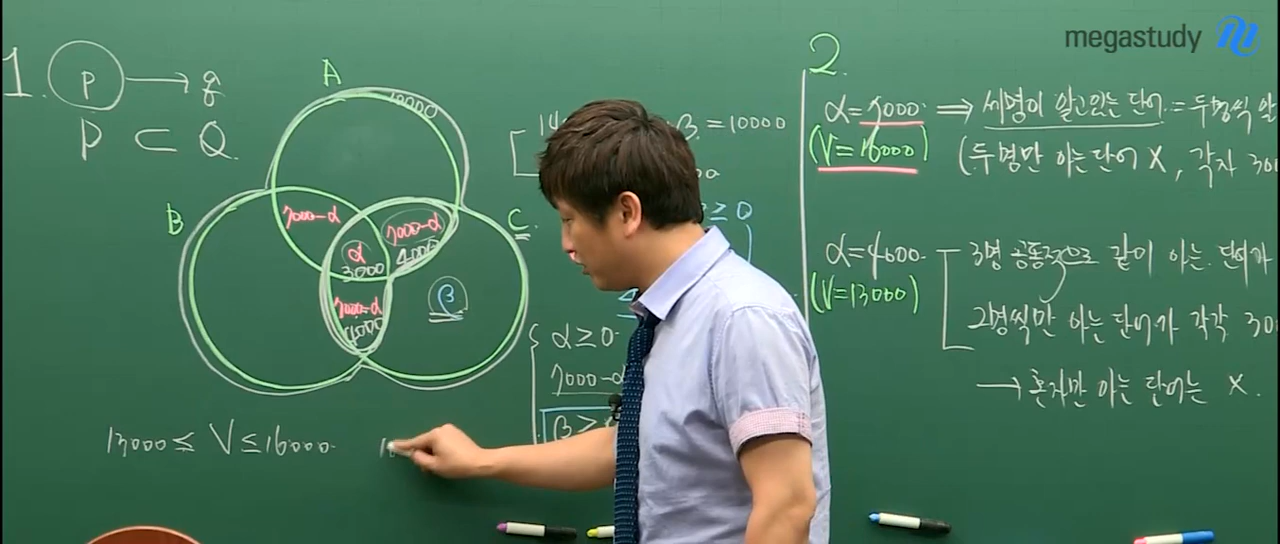 megastudy
1. p → q
P ⊂ Q
A
10000
B
C
7000-α
7000-α
4000
α
3000
7000-α
4000
β
13000 ≤ V ≤ 16000
= 10000
≥ 0
α ≥ 0
7000-α
β ≥
2.
α = 7000 ⇒ 세명이 알고 있는 단어 = 두 명씩 알
(V = 16000) (두 명만 아는 단어 X, 각자 300
α = 4000 3명 공통적으로 같이 아는 단어가
(V = 13000)
2명씩만 아는 단어가 각각 30
→ 혼자만 아는 단어는 X.